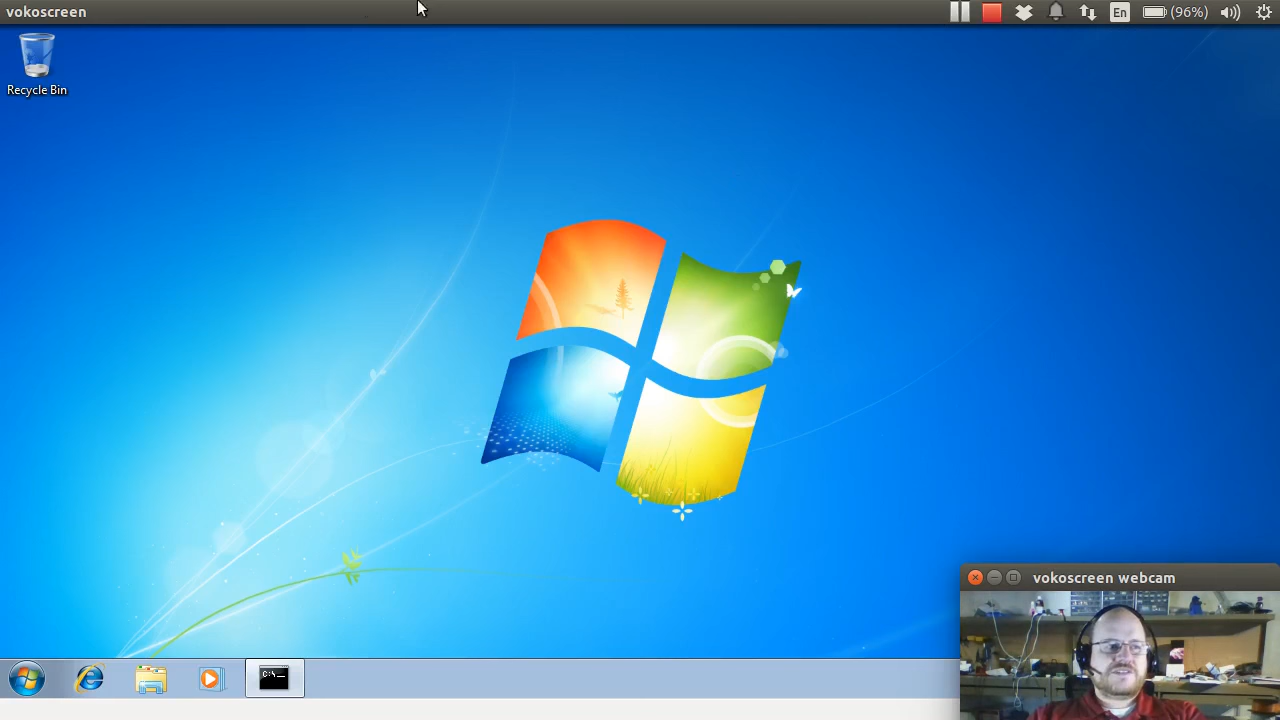 vokoscreen
En
(96%)
Recycle Bin
vokoscreen webcam
C:\_